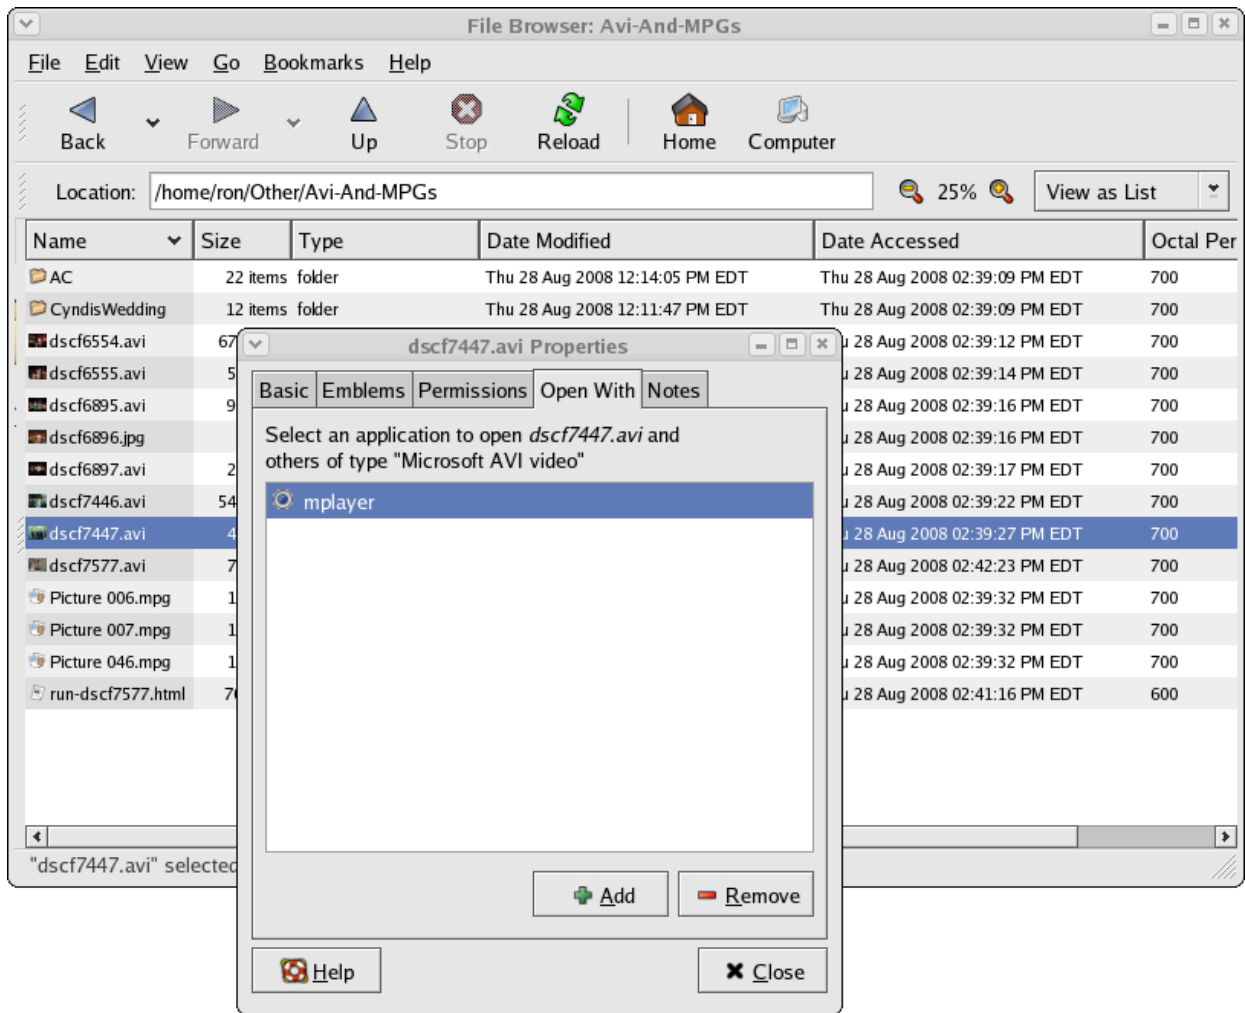 File Browser: Avi-And-MPGs
File Edit View Go Bookmarks Help
Back Forward Up Stop Reload Home Computer
Location: /home/ron/Other/Avi-And-MPGs 25% View as List
Name Size Type Date Modified Date Accessed Octal Per
AC 22 items folder Thu 28 Aug 2008 12:14:05 PM EDT Thu 28 Aug 2008 02:39:09 PM EDT 700
CyndisWedding 12 items folder Thu 28 Aug 2008 12:11:47 PM EDT Thu 28 Aug 2008 02:39:09 PM EDT 700
dscf6554.avi 67 28 Aug 2008 02:39:12 PM EDT 700
dscf6555.avi 5 28 Aug 2008 02:39:14 PM EDT 700
dscf6895.avi 9 28 Aug 2008 02:39:16 PM EDT 700
dscf6896.jpg 28 Aug 2008 02:39:16 PM EDT 700
dscf6897.avi 2 28 Aug 2008 02:39:17 PM EDT 700
dscf7446.avi 54 28 Aug 2008 02:39:22 PM EDT 700
dscf7447.avi 4 28 Aug 2008 02:39:27 PM EDT 700
dscf7577.avi 7 28 Aug 2008 02:42:23 PM EDT 700
Picture 006.mpg 1 28 Aug 2008 02:39:32 PM EDT 700
Picture 007.mpg 1 28 Aug 2008 02:39:32 PM EDT 700
Picture 046.mpg 1 28 Aug 2008 02:39:32 PM EDT 700
run-dscf7577.html 28 Aug 2008 02:41:16 PM EDT 600
"dscf7447.avi" selected
dscf7447.avi Properties
Basic Emblems Permissions Open With Notes
Select an application to open dscf7447.avi and
others of type "Microsoft AVI video"
mplayer
Add Remove
Help Close